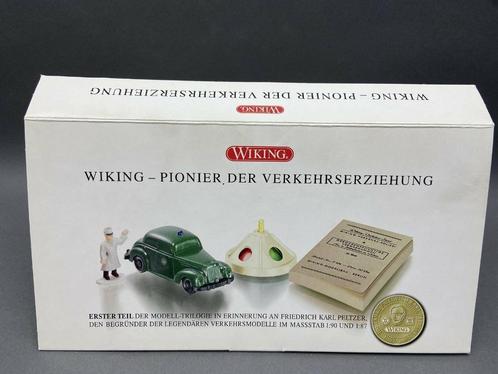 WIKING – PIONIER DER VERKEHRSERZIEHUNG
WIKING
WIKING
WIKING – PIONIER DER VERKEHRSERZIEHUNG
ERSTER TEIL DER MODELL-TRILOGIE IN ERINNERUNG AN FRIEDRICH KARL PELTZER,
DEN BEGRÜNDER DER LEGENDÄREN VERKEHRSMODELLE IM MASSSTAB 1:90 UND 1:87
WIKING